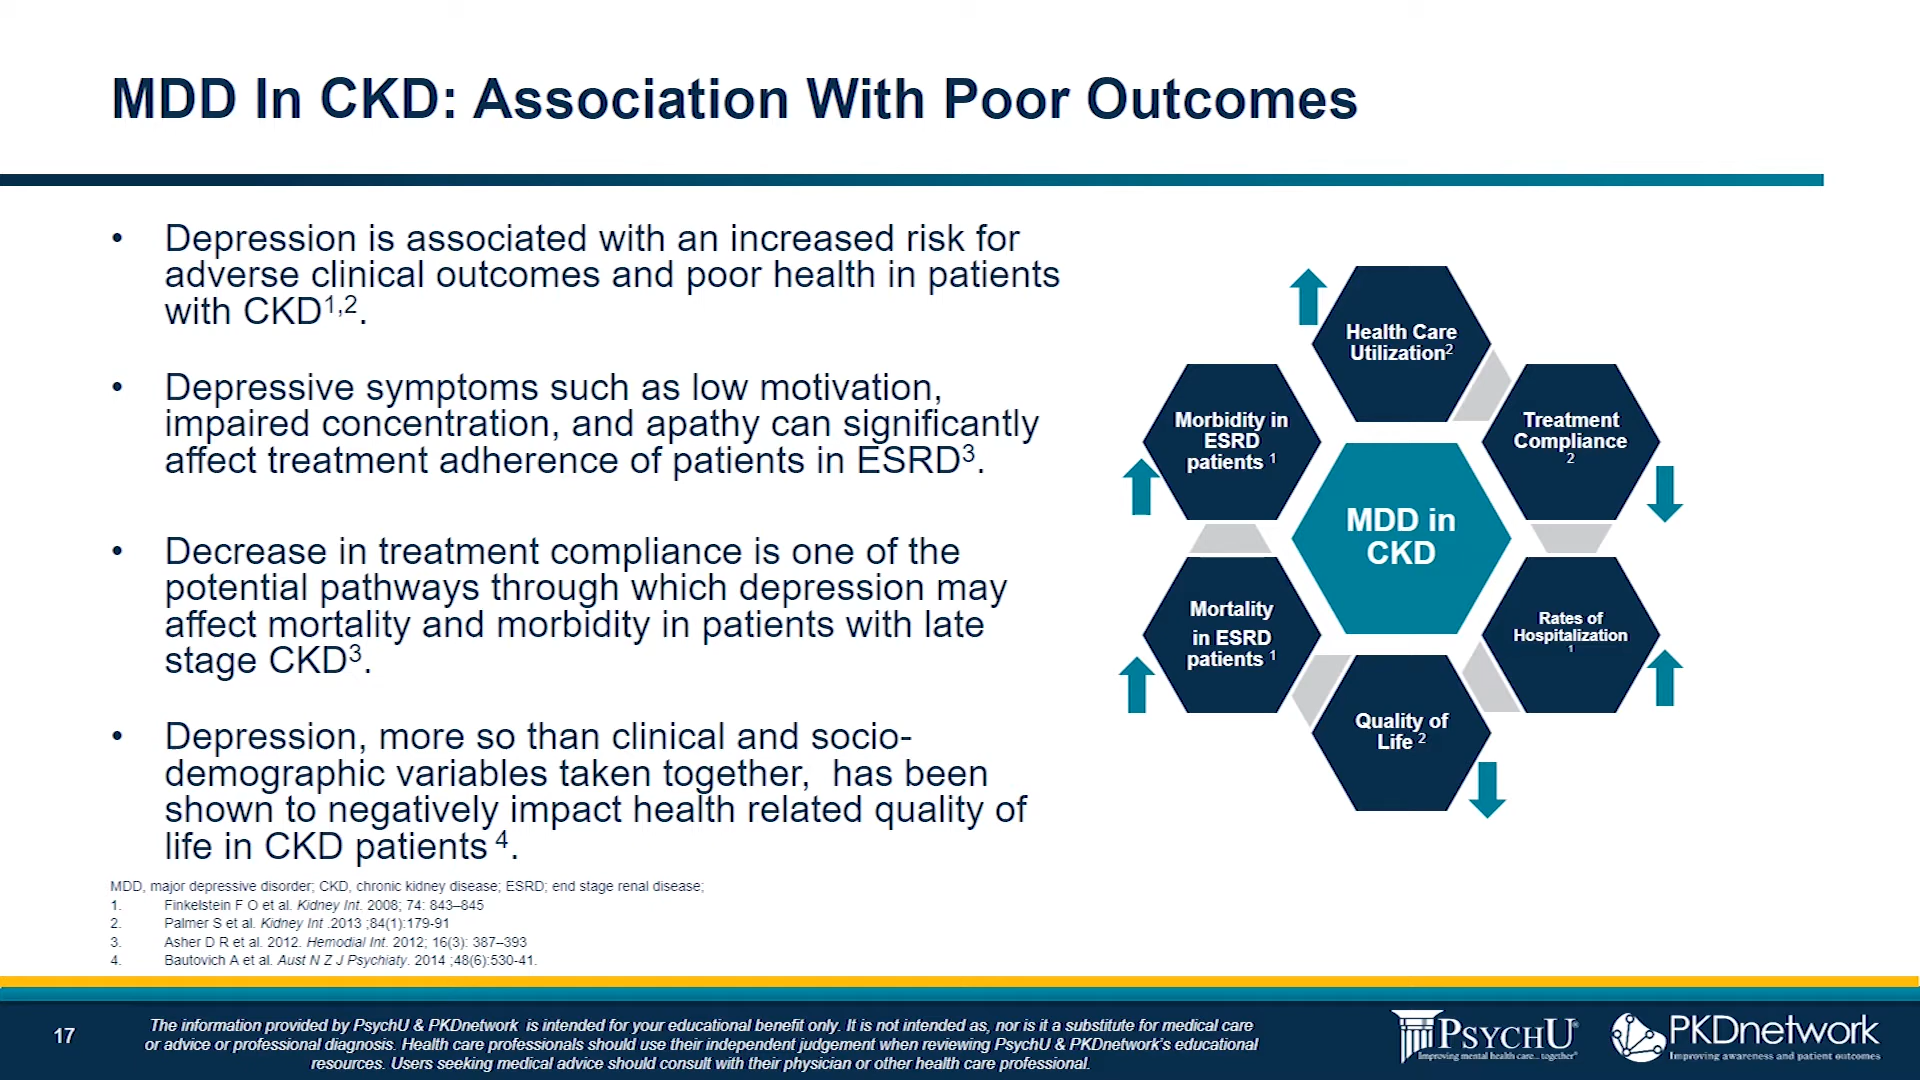 MDD In CKD: Association With Poor Outcomes
• Depression is associated with an increased risk for
adverse clinical outcomes and poor health in patients
with CKD1,2.
• Depressive symptoms such as low motivation,
impaired concentration, and apathy can significantly
affect treatment adherence of patients in ESRD3.
• Decrease in treatment compliance is one of the
potential pathways through which depression may
affect mortality and morbidity in patients with late
stage CKD3.
• Depression, more so than clinical and socio-
demographic variables taken together,  has been
shown to negatively impact health related quality of
life in CKD patients 4.
Health Care
Utilization2
Treatment
Compliance
2
Rates of
Hospitalization
1
Quality of
Life 2
Mortality
in ESRD
patients 1
Morbidity in
ESRD
patients 1
MDD in
CKD
MDD, major depressive disorder; CKD, chronic kidney disease; ESRD; end stage renal disease;
1. Finkelstein F O et al. Kidney Int. 2008; 74: 843–845
2. Palmer S et al. Kidney Int .2013 ;84(1):179-91
3. Asher D R et al. 2012. Hemodial Int. 2012; 16(3): 387–393
4. Bautovich A et al. Aust N Z J Psychiaty. 2014 ;48(6):530-41.
17
The information provided by PsychU & PKDnetwork  is intended for your educational benefit only. It is not intended as, nor is it a substitute for medical care
or advice or professional diagnosis. Health care professionals should use their independent judgement when reviewing PsychU & PKDnetwork's educational
resources. Users seeking medical advice should consult with their physician or other health care professional.
PSYCHU®
Improving mental health care... together®
PKDnetwork
Improving awareness and patient outcomes